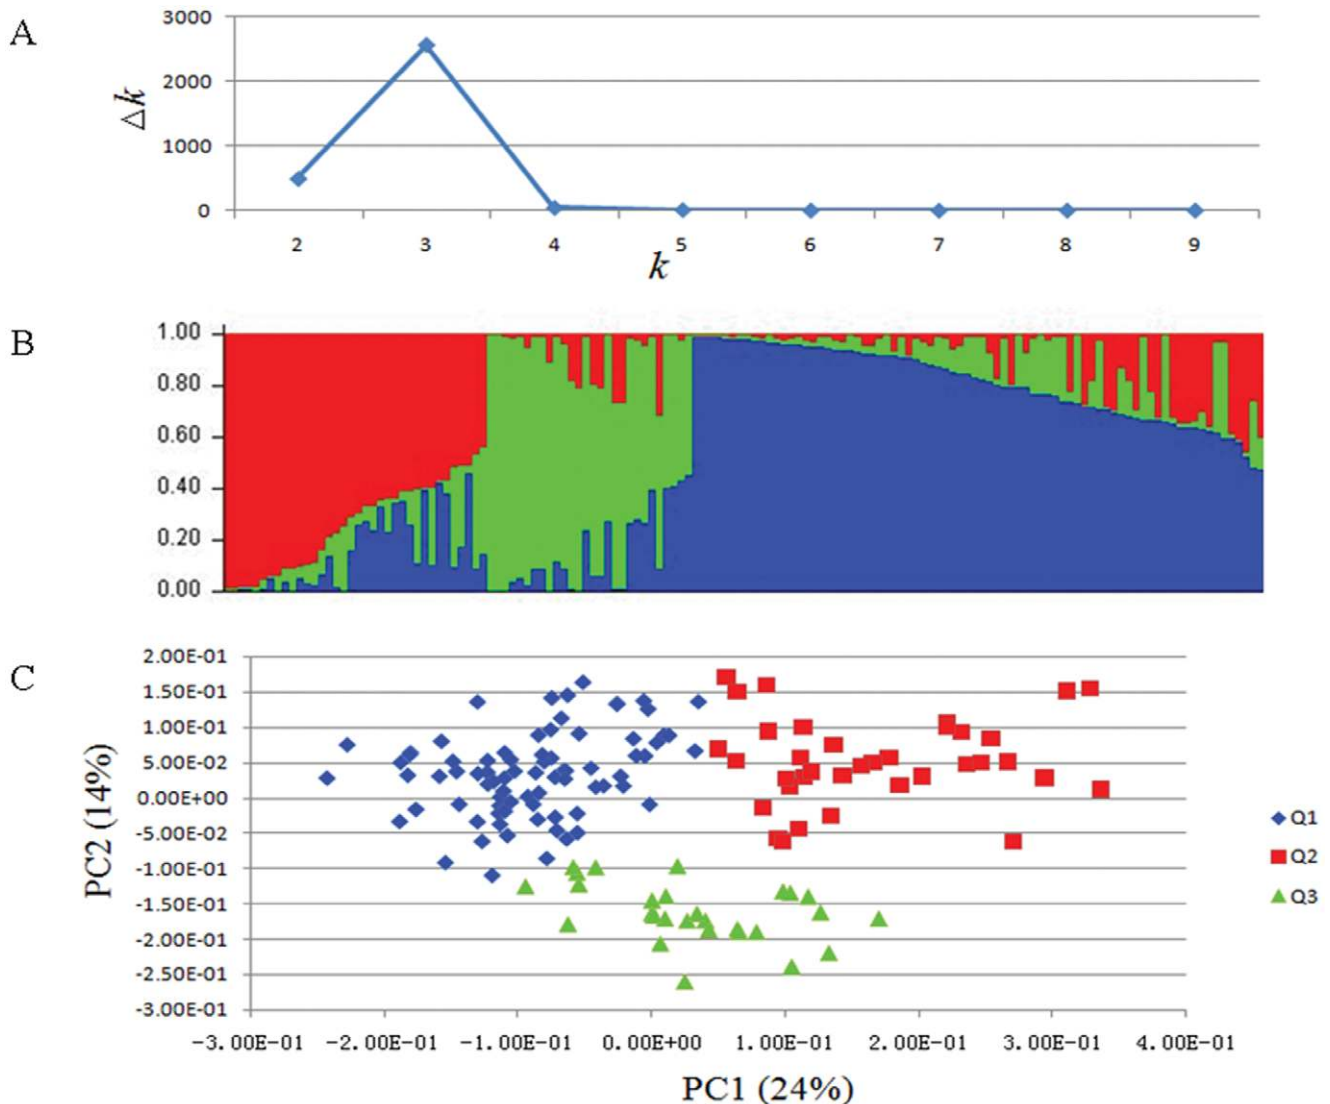 A
3000
2000
1000
0
Δk
2 3 4 5 6 7 8 9
k
B
1.00
0.80
0.60
0.40
0.20
0.00
C
2.00E-01
1.50E-01
1.00E-01
5.00E-02
0.00E+00
-5.00E-02
-1.00E-01
-1.50E-01
-2.00E-01
-2.50E-01
-3.00E-01
PC2 (14%)
-3.00E-01 -2.00E-01 -1.00E-01 0.00E+00 1.00E-01 2.00E-01 3.00E-01 4.00E-01
PC1 (24%)
Q1
Q2
Q3